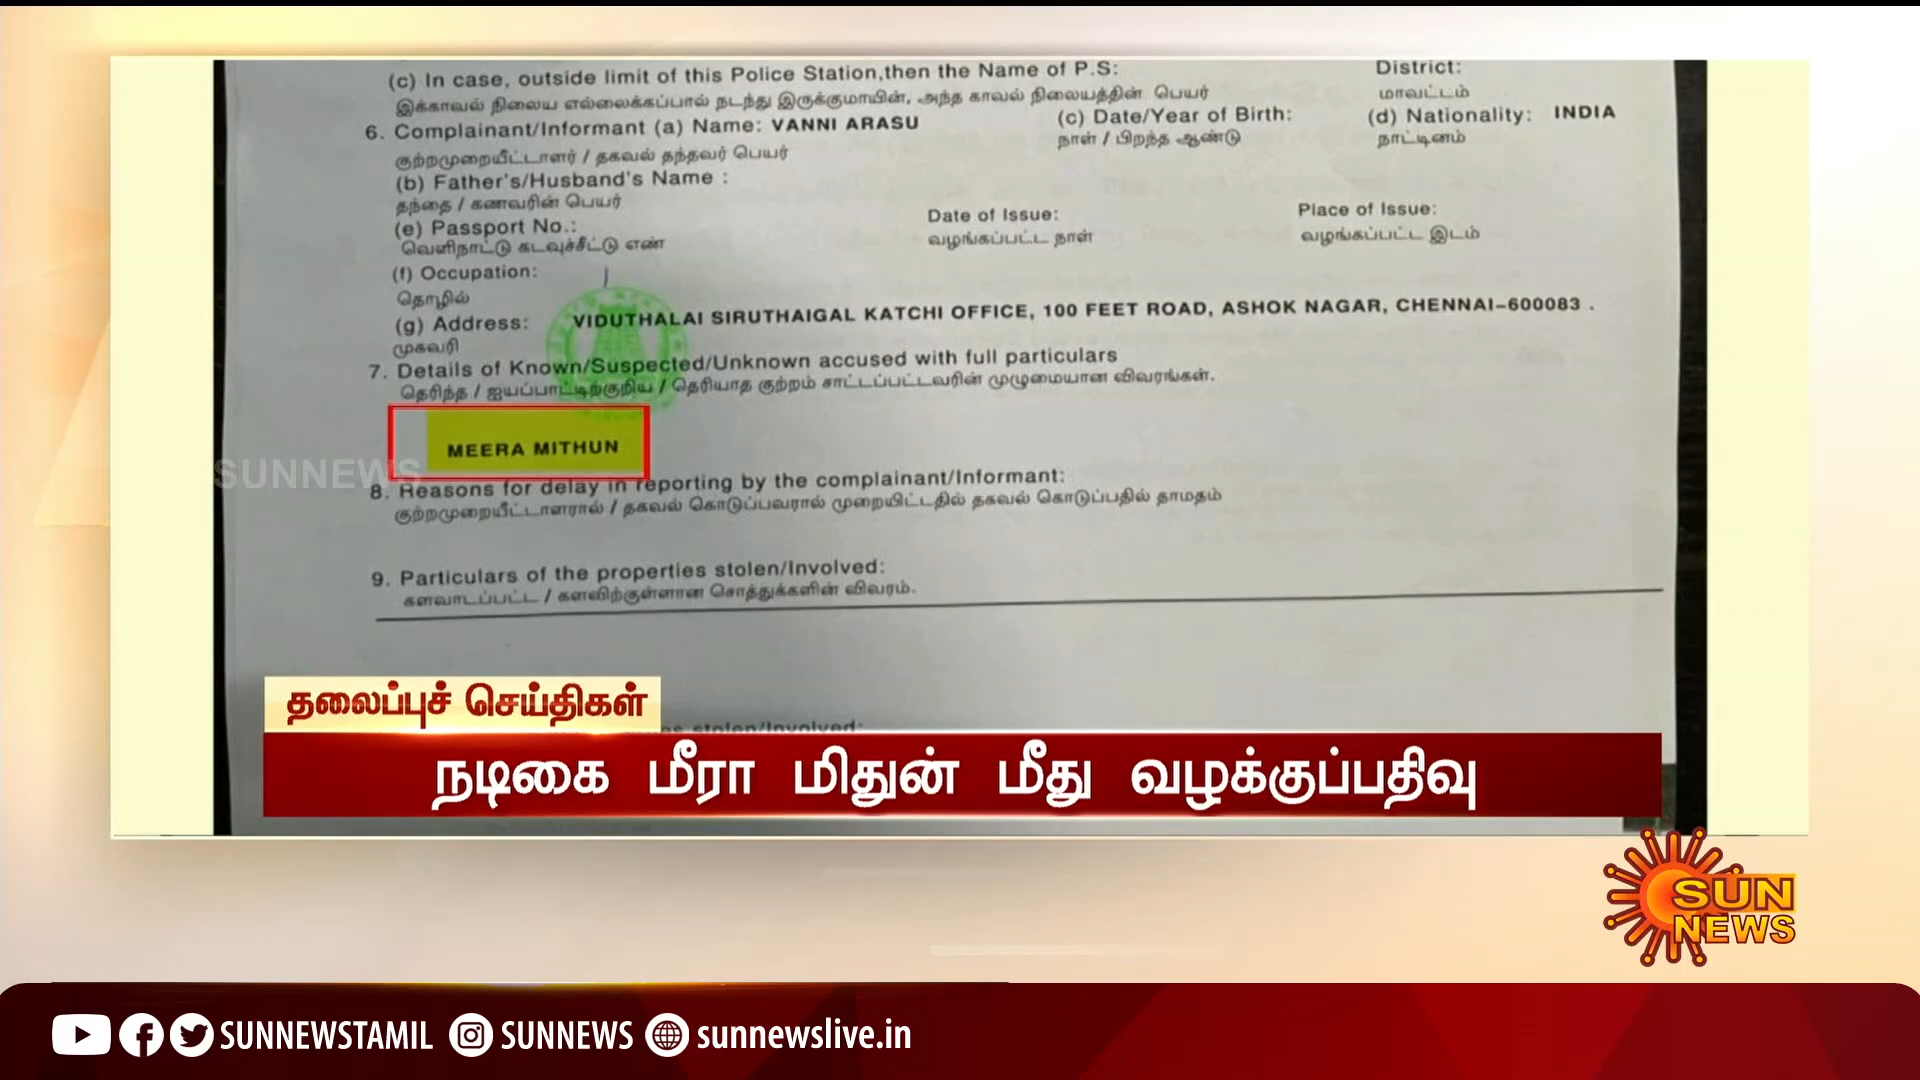 (c) In case, outside limit of this Police Station,then the Name of P.S:
District:
இக்காவல் நிலைய எல்லைக்கப்பால் நடந்து இருக்குமாயின், அந்த காவல் நிலையத்தின் பெயர்
மாவட்டம்
6. Complainant/Informant (a) Name: VANNI ARASU
(c) Date/Year of Birth:
(d) Nationality: INDIA
குற்றமுறையீட்டாளர் / தகவல் தந்தவர் பெயர்
நாள் / பிறந்த ஆண்டு
நாட்டினம்
(b) Father's/Husband's Name :
தந்தை / கணவரின் பெயர்
(e) Passport No.:
Date of Issue:
Place of Issue:
வெளிநாட்டு கடவுச்சீட்டு எண்
வழங்கப்பட்ட நாள்
வழங்கப்பட்ட இடம்
(f) Occupation:
தொழில்
(g) Address: VIDUTHALAI SIRUTHAIGAL KATCHI OFFICE, 100 FEET ROAD, ASHOK NAGAR, CHENNAI-600083 .
முகவரி
7. Details of Known/Suspected/Unknown accused with full particulars
தெரிந்த / ஐயப்பாட்டிற்குறிய / தெரியாத குற்றம் சாட்டப்பட்டவரின் முழுமையான விவரங்கள்.
MEERA MITHUN
SUNNEWS
8. Reasons for delay in reporting by the complainant/Informant:
குற்றமுறையீட்டாளரால் / தகவல் கொடுப்பவரால் முறையிட்டதில் தகவல் கொடுப்பதில் தாமதம்
9. Particulars of the properties stolen/Involved:
களவாடப்பட்ட / களவிற்குள்ளான சொத்துக்களின் விவரம்.
stolen/Involved:
தலைப்புச் செய்திகள்
நடிகை மீரா மிதுன் மீது வழக்குப்பதிவு
SUN
NEWS
SUNNEWSTAMIL SUNNEWS sunnewslive.in